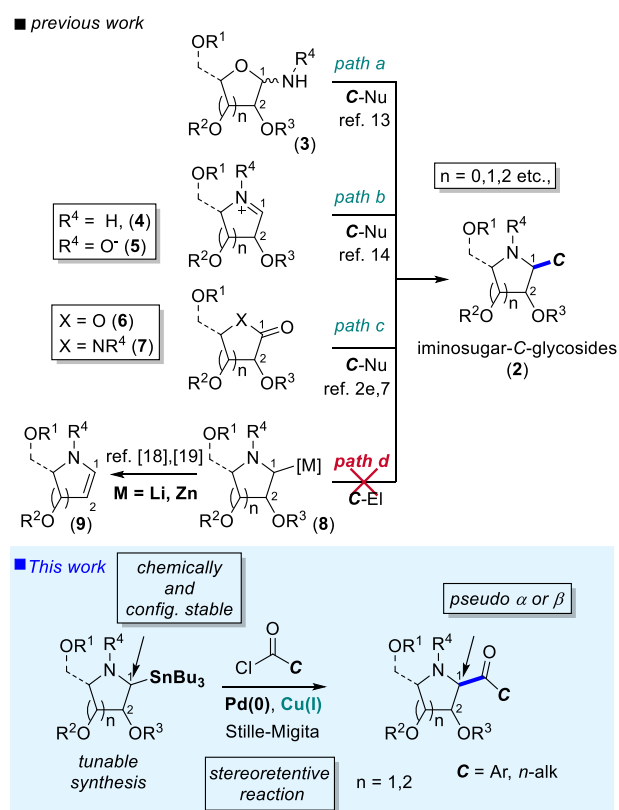 previous work
OR¹
R⁴
O
1
NH
2
n
R²O
OR³
(3)
path a
C-Nu
ref. 13
R⁴ = H, (4)
R⁴ = O⁻ (5)
OR¹
R⁴
N
+
1
2
n
R²O
OR³
path b
C-Nu
ref. 14
n = 0,1,2 etc.,
OR¹
R⁴
N
1
C
2
n
R²O
OR³
iminosugar-C-glycosides
(2)
X = O (6)
X = NR⁴ (7)
OR¹
X
1
O
2
n
R²O
OR³
path c
C-Nu
ref. 2e,7
OR¹
R⁴
N
1
2
n
R²O
(9)
ref. [18],[19]
M = Li, Zn
OR¹
R⁴
N
1
[M]
2
n
R²O
OR³
(8)
path d
C-El
This work
chemically
and
config. stable
OR¹
R⁴
N
1
SnBu₃
2
n
R²O
OR³
tunable
synthesis
O
Cl
C
Pd(0), Cu(I)
Stille-Migita
stereoretentive
reaction
pseudo α or β
OR¹
R⁴
N
1
O
C
2
n
R²O
OR³
n = 1,2
C = Ar, n-alk